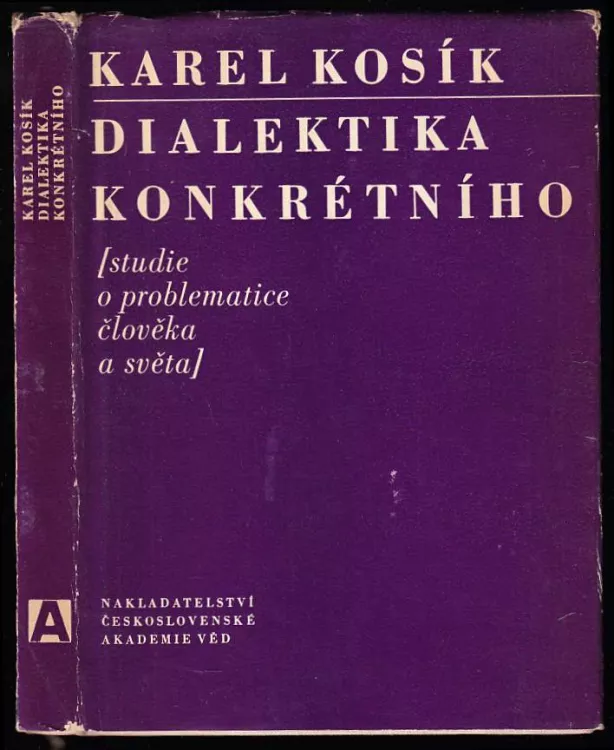 KAREL KOSÍK
DIALEKTIKA
KONKRÉTNÍHO
[studie
o problematice
člověka
a světa]
NAKLADATELSTVÍ
ČESKOSLOVENSKÉ
AKADEMIE VĚD
KAREL KOSÍK
DIALEKTIKA
KONKRÉTNÍHO
A